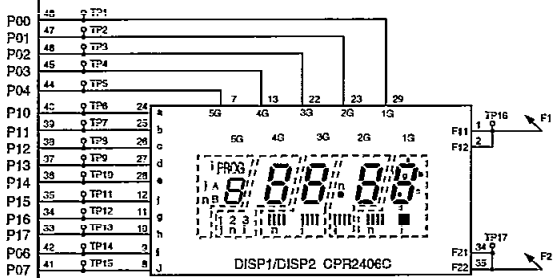 P00 48 TP1
P01 47 TP2
P02 46 TP3
P03 45 TP4
P04 44 TP5
7 13 22 23 29
5G 4G 3G 2G 1G
P10 40 TP6 24 a
P11 39 TP7 25 b
P12 38 TP8 26 c
P13 37 TP9 27 d
P14 36 TP10 28 e
P15 35 TP11 12 f
P16 34 TP12 11 g
P17 33 TP13 10 h
P06 42 TP14 9 i
P07 41 TP15 8 J
5G 4G 3G 2G 1G
PROG
A
B
1 2 3
F11 1 TP16 F1
F12 2
F21 34 TP17 F2
F22 35
DISP1/DISP2 CPR2406C